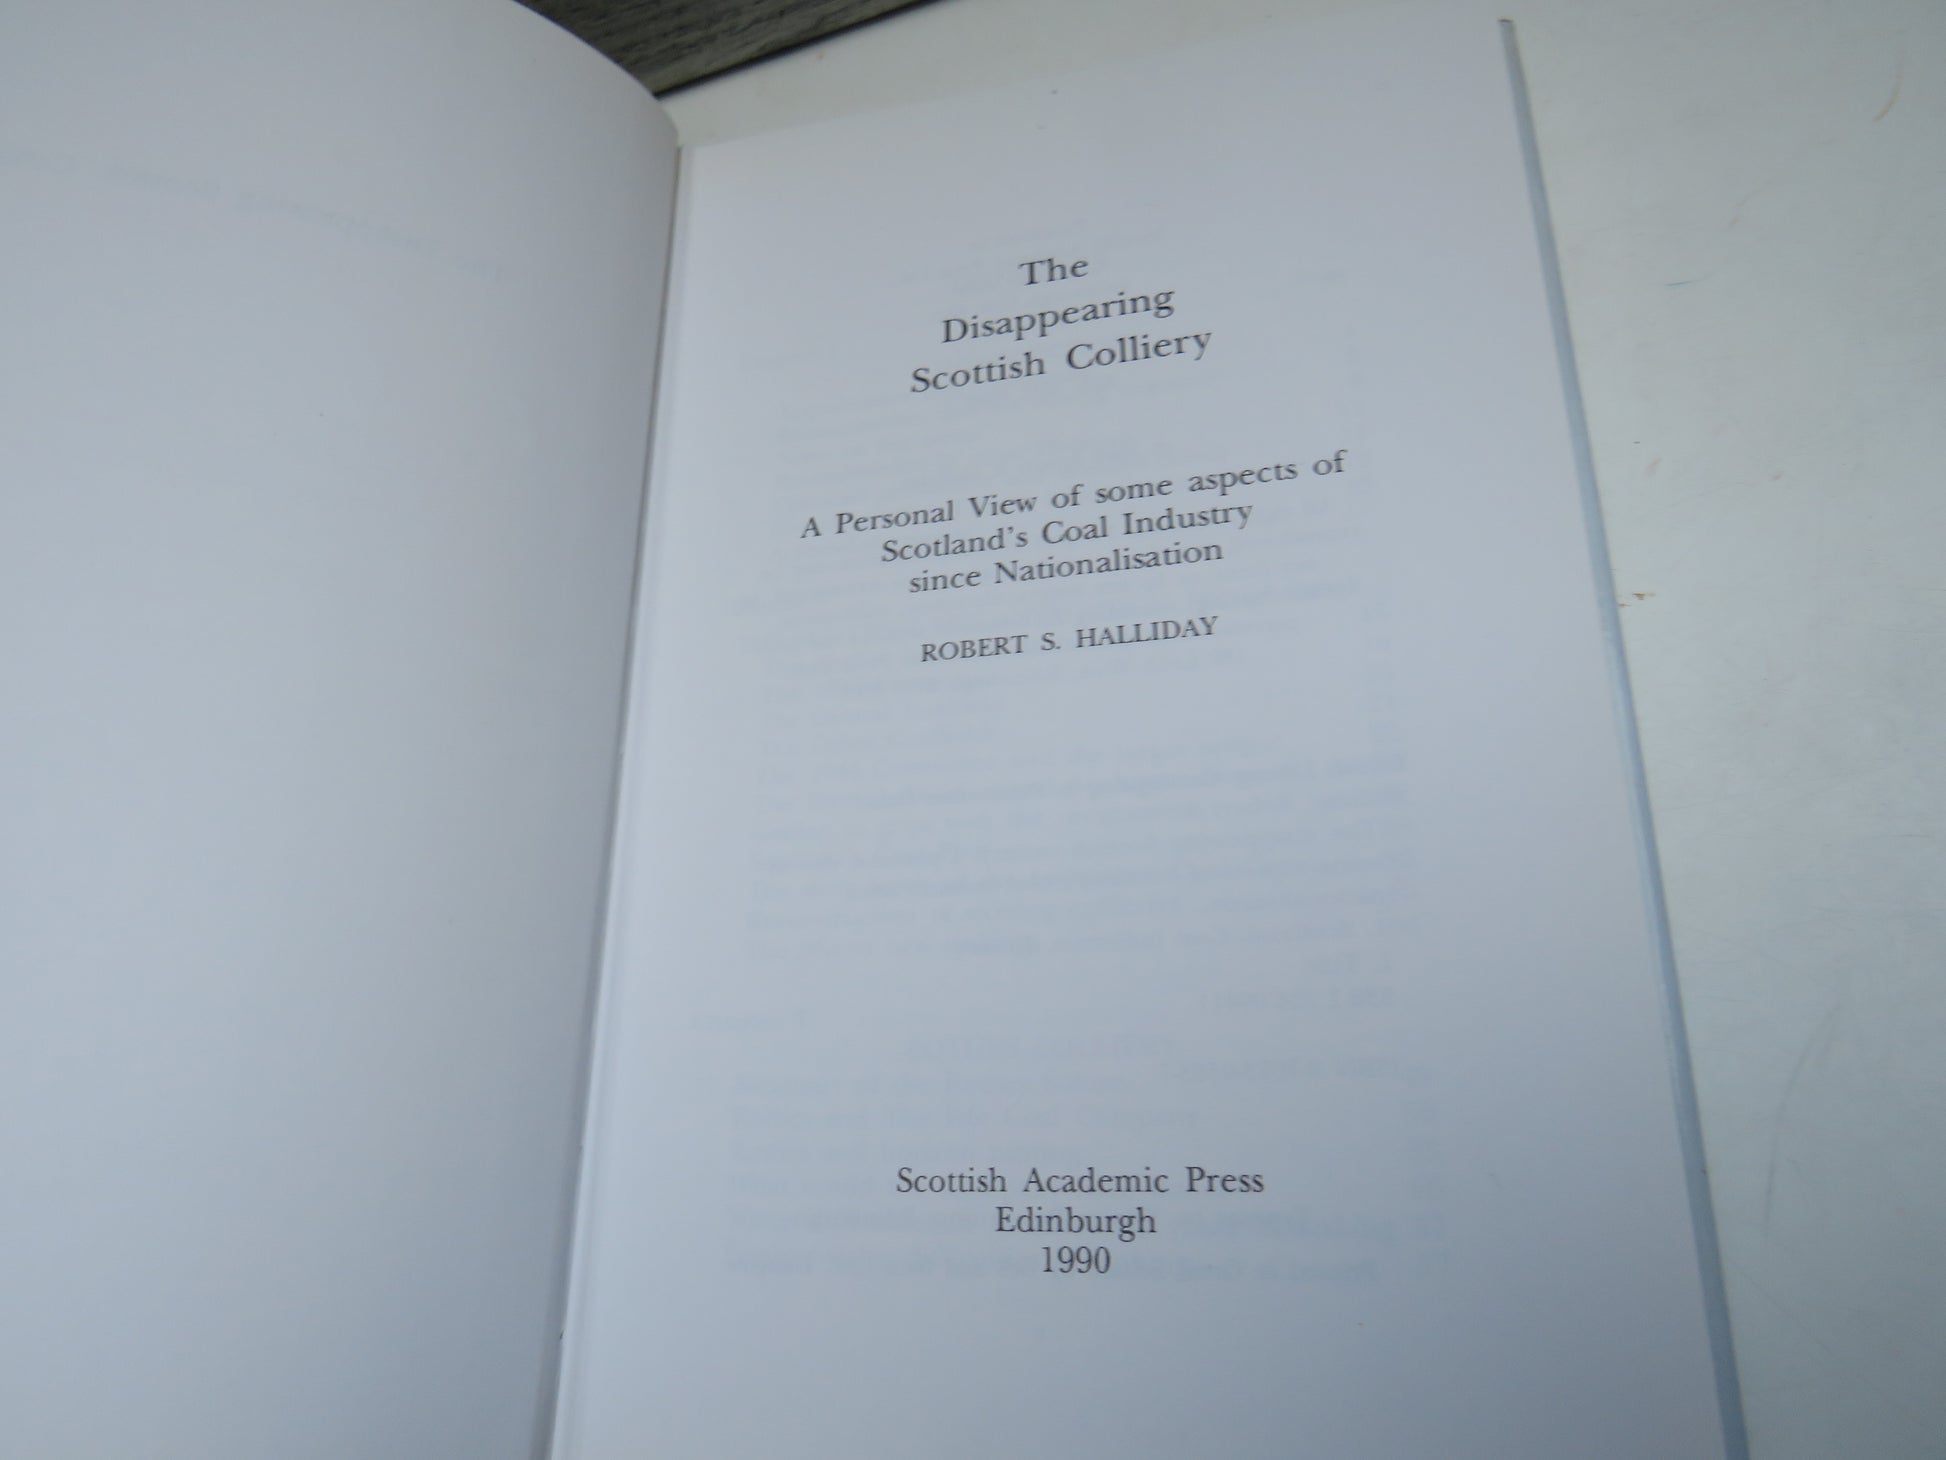 The
Disappearing
Scottish Colliery
A Personal View of some aspects of
Scotland's Coal Industry
since Nationalisation
ROBERT S. HALLIDAY
Scottish Academic Press
Edinburgh
1990